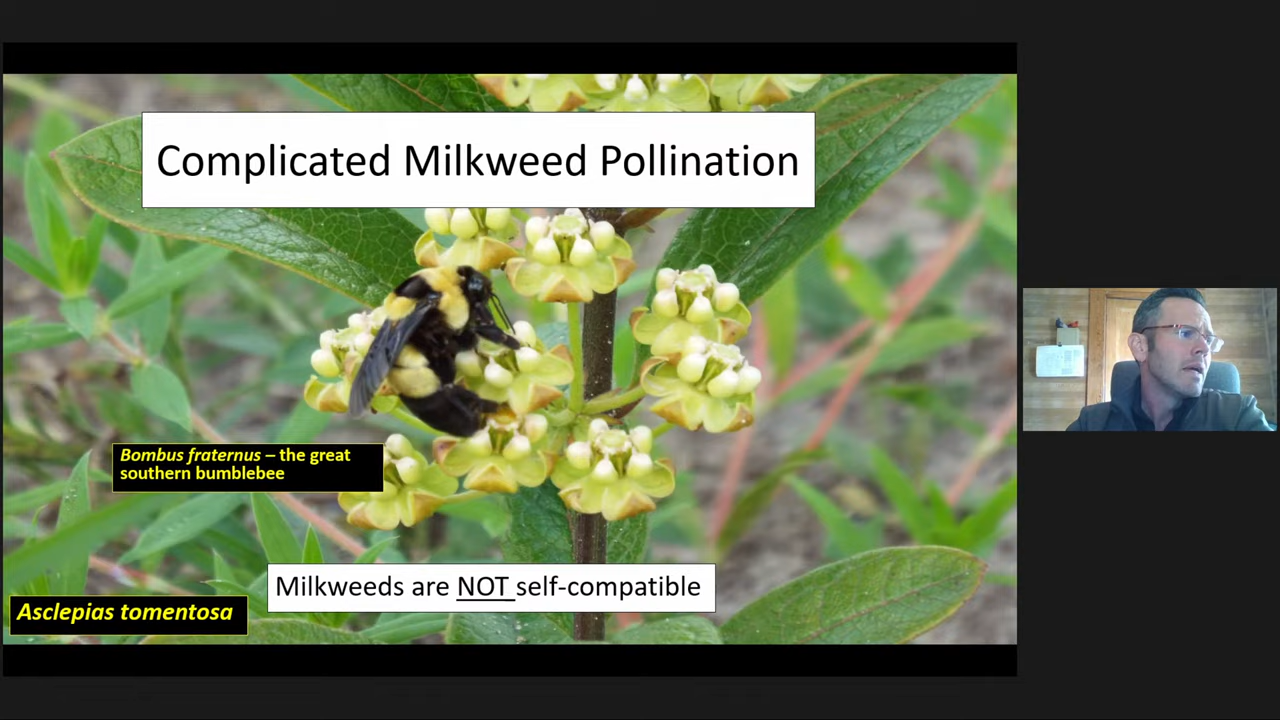 Complicated Milkweed Pollination
Bombus fraternus – the great
southern bumblebee
Milkweeds are NOT self-compatible
Asclepias tomentosa